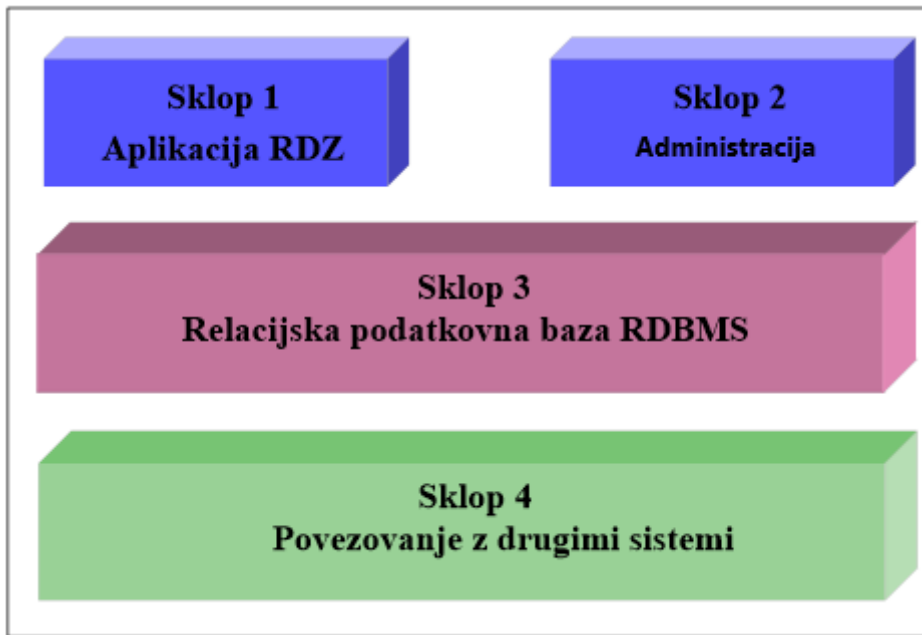 Sklop 1
Aplikacija RDZ
Sklop 2
Administracija
Sklop 3
Relacijska podatkovna baza RDBMS
Sklop 4
Povezovanje z drugimi sistemi